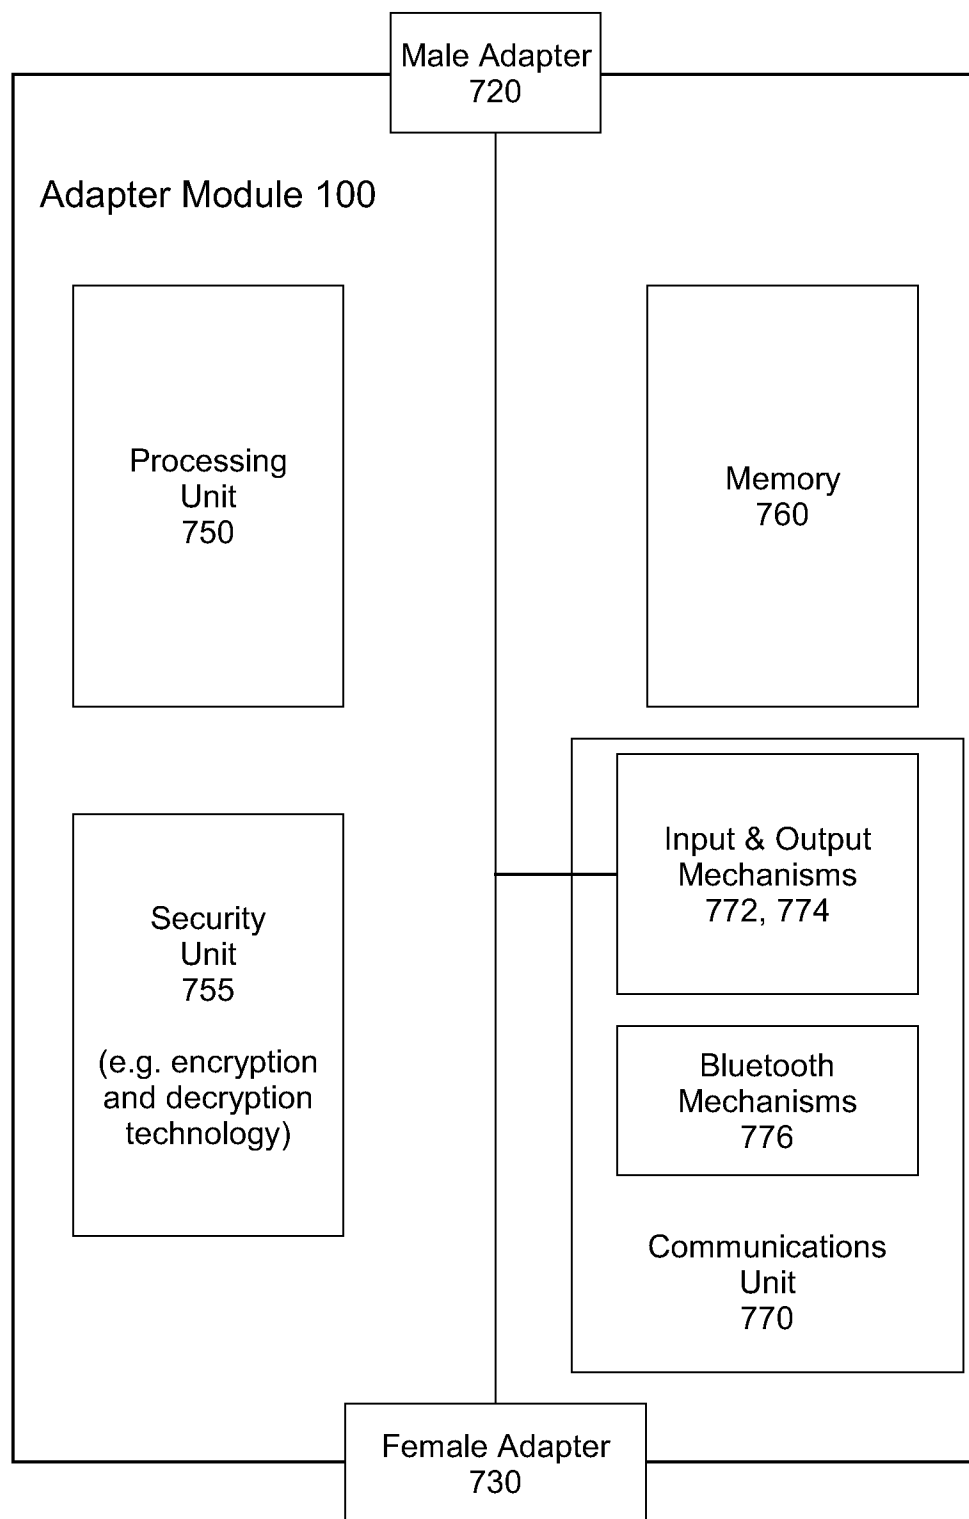 Male Adapter
720
Adapter Module 100
Processing
Unit
750
Memory
760
Input & Output
Mechanisms
772, 774
Security
Unit
755
(e.g. encryption
and decryption
technology)
Bluetooth
Mechanisms
776
Communications
Unit
770
Female Adapter
730